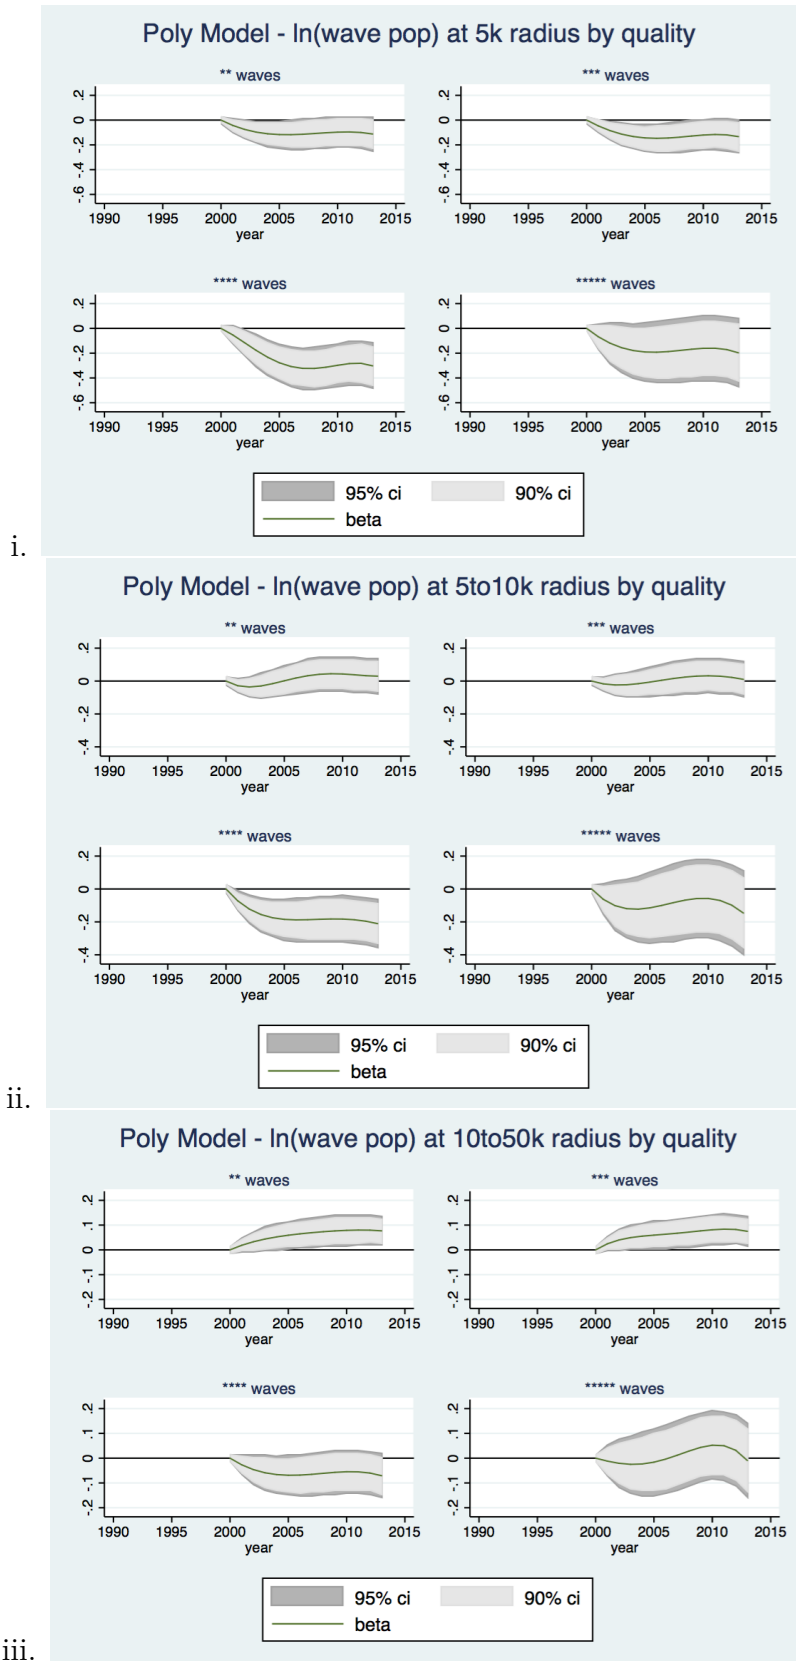 Poly Model - ln(wave pop) at 5k radius by quality
** waves
.2
0
-.2
-.4
-.6
1990 1995 2000 2005 2010 2015
year
*** waves
.2
0
-.2
-.4
-.6
1990 1995 2000 2005 2010 2015
year
**** waves
.2
0
-.2
-.4
-.6
1990 1995 2000 2005 2010 2015
year
***** waves
.2
0
-.2
-.4
-.6
1990 1995 2000 2005 2010 2015
year
95% ci 90% ci
beta
i.
Poly Model - ln(wave pop) at 5to10k radius by quality
** waves
.2
0
-.2
-.4
1990 1995 2000 2005 2010 2015
year
*** waves
.2
0
-.2
-.4
1990 1995 2000 2005 2010 2015
year
**** waves
.2
0
-.2
-.4
1990 1995 2000 2005 2010 2015
year
***** waves
.2
0
-.2
-.4
1990 1995 2000 2005 2010 2015
year
95% ci 90% ci
beta
ii.
Poly Model - ln(wave pop) at 10to50k radius by quality
** waves
.2
.1
0
-.1
-.2
1990 1995 2000 2005 2010 2015
year
*** waves
.2
.1
0
-.1
-.2
1990 1995 2000 2005 2010 2015
year
**** waves
.2
.1
0
-.1
-.2
1990 1995 2000 2005 2010 2015
year
***** waves
.2
.1
0
-.1
-.2
1990 1995 2000 2005 2010 2015
year
95% ci 90% ci
beta
iii.